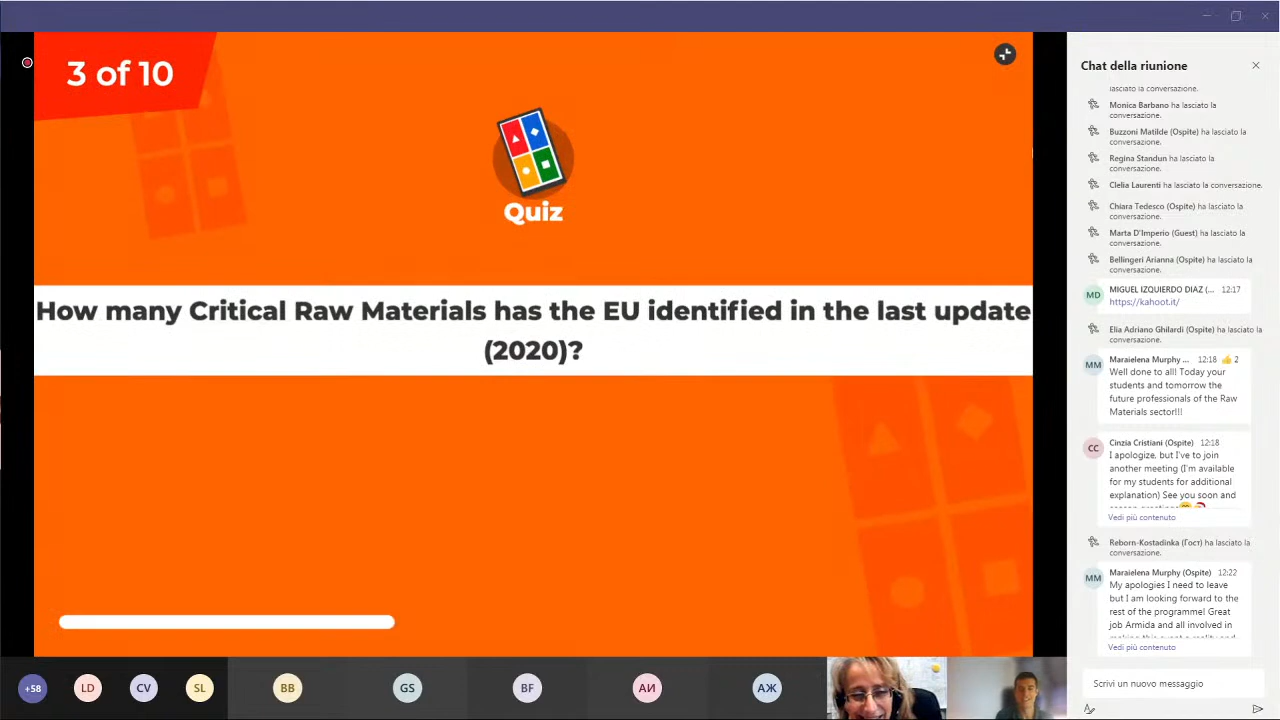 3 of 10
Quiz
How many Critical Raw Materials has the EU identified in the last update
(2020)?
Chat della riunione
lasciato la conversazione.
Monica Barbano ha lasciato la
conversazione.
Buzzoni Matilde (Ospite) ha lasciato la
conversazione.
Regina Standun ha lasciato la
conversazione.
Clelia Laurenti ha lasciato la conversazione.
Chiara Tedesco (Ospite) ha lasciato la
conversazione.
Marta D'Imperio (Guest) ha lasciato la
conversazione.
Bellingeri Arianna (Ospite) ha lasciato la
conversazione.
MD
MIGUEL IZQUIERDO DIAZ (... 12:17
https://kahoot.it/
Elia Adriano Ghilardi (Ospite) ha lasciato la
conversazione.
MM
Maraielena Murphy ... 12:18 👍 2
Well done to all! Today your
students and tomorrow the
future professionals of the Raw
Materials sector!!!
CC
Cinzia Cristiani (Ospite) 12:18
I apologize, but I've to join
another meeting (I'm available
for my students for additional
explanation) See you soon and
Vedi più contenuto
Reborn-Kostadinka (Гост) ha lasciato la
conversazione.
MM
Maraielena Murphy (Ospite) 12:22
My apologies I need to leave
but I am looking forward to the
rest of the programme! Great
job Armida and all involved in
Vedi più contenuto
Scrivi un nuovo messaggio
+58
LD
CV
SL
BB
GS
BF
АИ
АЖ